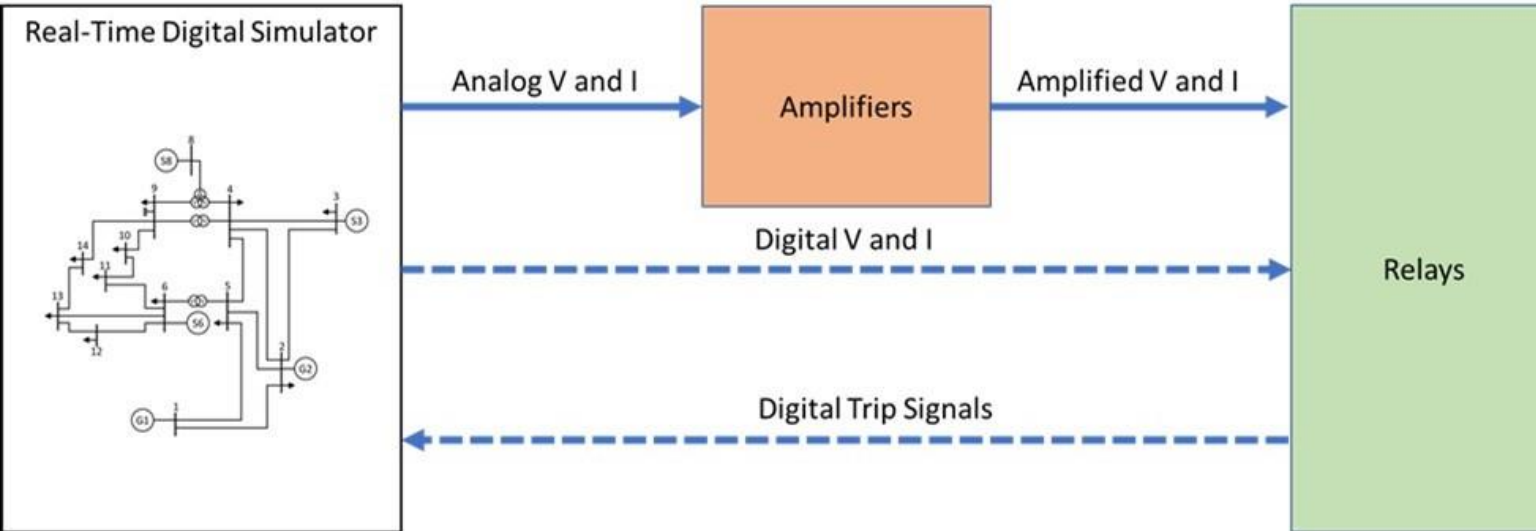 Real-Time Digital Simulator
Analog V and I
Amplifiers
Amplified V and I
Digital V and I
Relays
Digital Trip Signals
8
S8
9
4
3
S3
10
14
11
13
6
5
S6
12
2
G2
1
G1